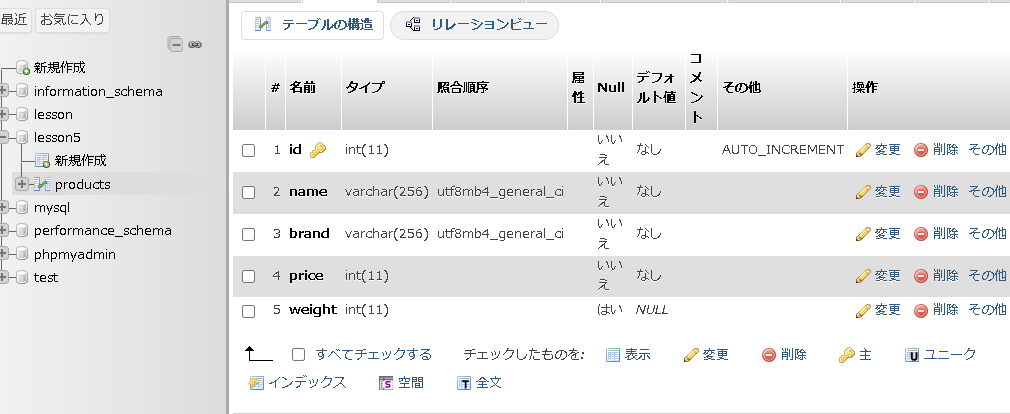 最近 お気に入り
新規作成
information_schema
lesson
lesson5
新規作成
products
mysql
performance_schema
phpmyadmin
test
テーブルの構造 リレーションビュー
# 名前 タイプ 照合順序 属性 Null デフォルト値 コメント その他 操作
1 id int(11) いいえ なし AUTO_INCREMENT 変更 削除 その他
2 name varchar(256) utf8mb4_general_ci いいえ なし 変更 削除 その他
3 brand varchar(256) utf8mb4_general_ci いいえ なし 変更 削除 その他
4 price int(11) いいえ なし 変更 削除 その他
5 weight int(11) はい NULL 変更 削除 その他
すべてチェックする チェックしたものを: 表示 変更 削除 主 U ユニーク
インデックス S 空間 T 全文